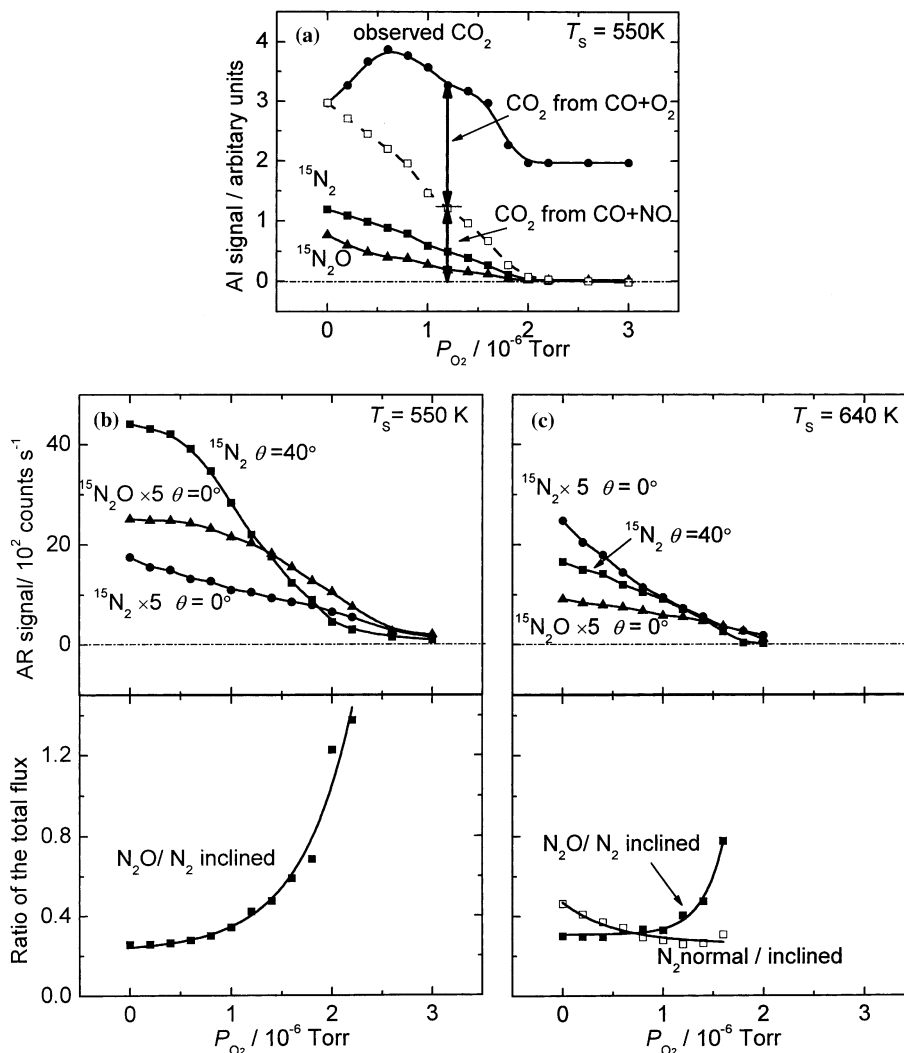 (a) observed CO2 TS = 550K
AI signal / arbitary units
4
3
2
1
0
CO2 from CO+O2
15N2
CO2 from CO+NO
15N2O
0 1 2 3
PO2 / 10-6 Torr
(b) TS = 550 K
AR signal/ 102 counts s-1
40
20
0
15N2 θ =40°
15N2O ×5 θ = 0°
15N2 ×5 θ = 0°
(c) TS = 640 K
15N2× 5 θ = 0°
15N2 θ =40°
15N2O ×5 θ = 0°
Ratio of the total flux
1.2
0.8
0.4
0.0
N2O/ N2 inclined
0 1 2 3
PO2 / 10-6 Torr
N2O/ N2 inclined
N2normal / inclined
0 1 2 3
PO2 / 10-6 Torr